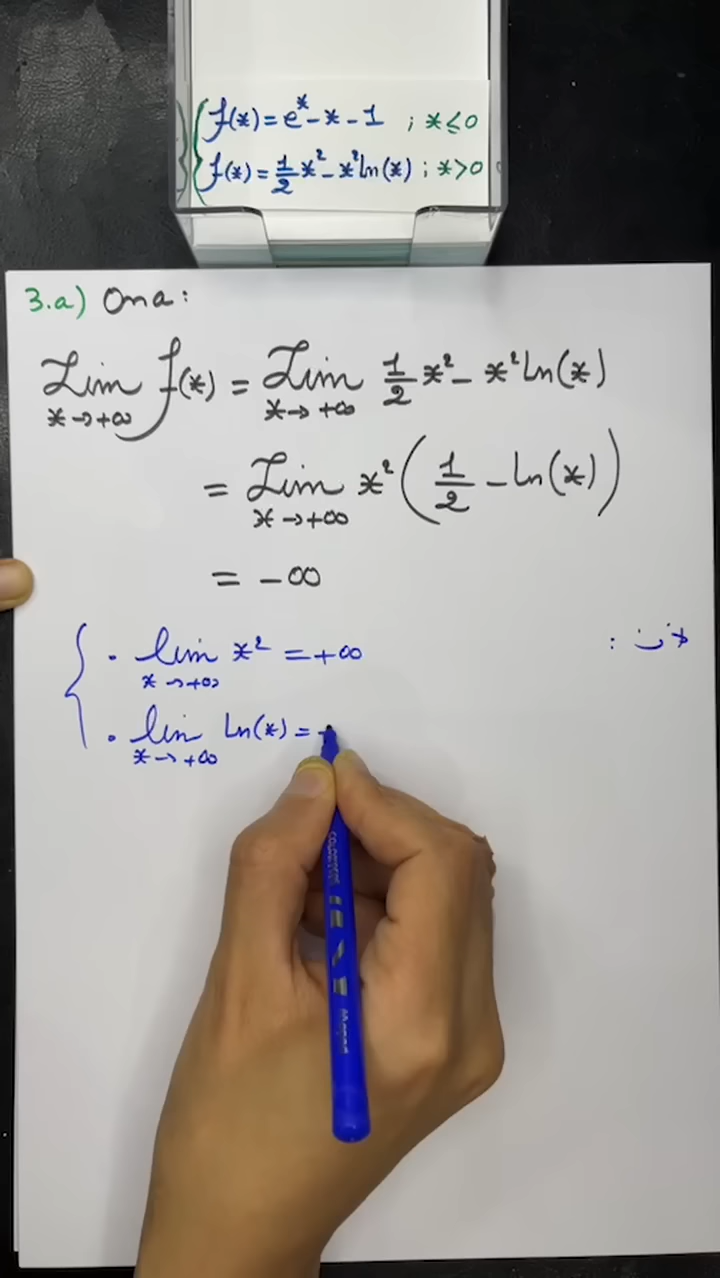 f(x) = e^x - x - 1 ; x ≤ 0
f(x) = 1/2 x² - x² ln(x) ; x > 0
3.a) On a :
Lim x→+∞ f(x) = Lim x→+∞ 1/2 x² - x² ln(x)
= Lim x→+∞ x² ( 1/2 - ln(x) )
= -∞
لأن :
• lim x→+∞ x² = +∞
• lim x→+∞ ln(x) =